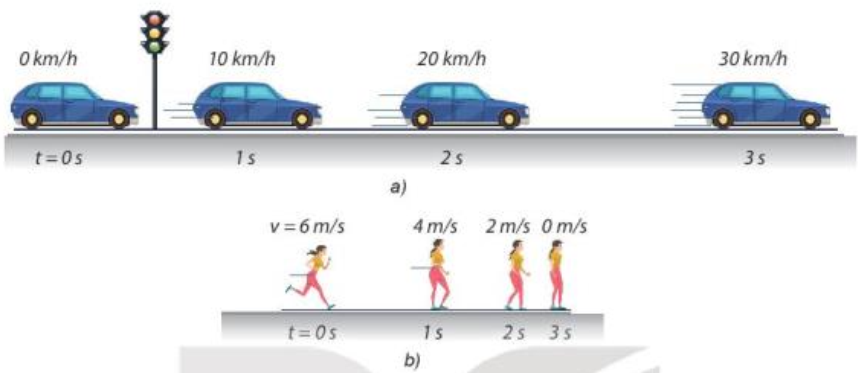 0 km/h 10 km/h 20 km/h 30 km/h
t = 0 s 1 s 2 s 3 s
a)
v = 6 m/s 4 m/s 2 m/s 0 m/s
t = 0 s 1 s 2 s 3 s
b)